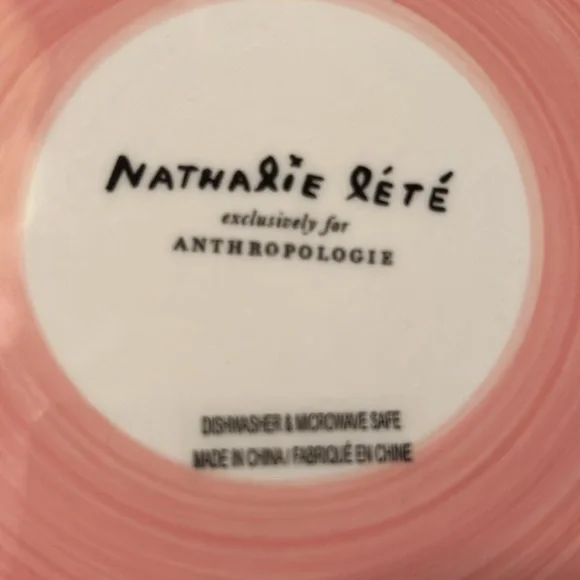 NATHALIE LÉTÉ
exclusively for
ANTHROPOLOGIE
DISHWASHER & MICROWAVE SAFE
MADE IN CHINA / FABRIQUÉ EN CHINE